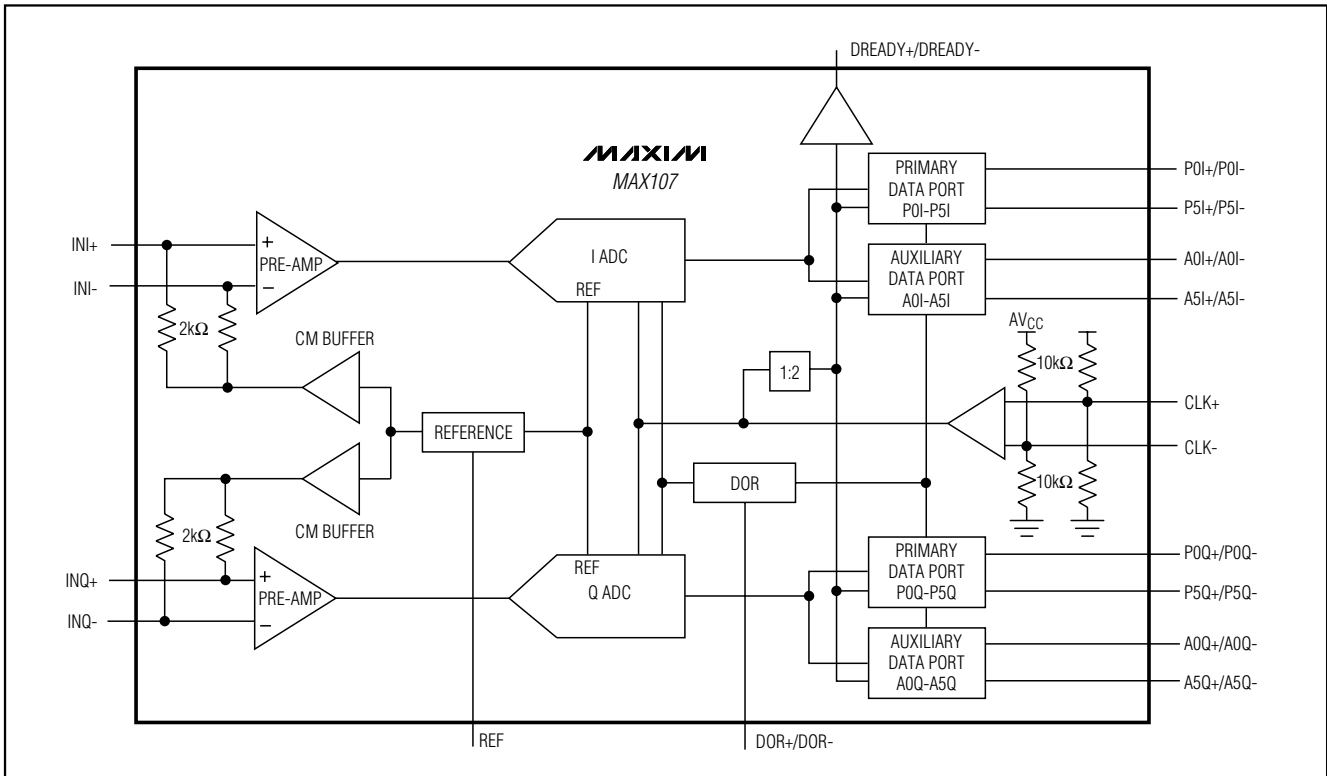 DREADY+/DREADY-
MAXIM
MAX107
PRIMARY
DATA PORT
P0I-P5I
P0I+/P0I-
P5I+/P5I-
INI+
INI-
+
PRE-AMP
−
I ADC
REF
AUXILIARY
DATA PORT
A0I-A5I
A0I+/A0I-
A5I+/A5I-
2kΩ
CM BUFFER
1:2
AVCC
10kΩ
CLK+
CLK-
10kΩ
REFERENCE
DOR
CM BUFFER
2kΩ
INQ+
INQ-
+
PRE-AMP
−
REF
Q ADC
PRIMARY
DATA PORT
P0Q-P5Q
P0Q+/P0Q-
P5Q+/P5Q-
AUXILIARY
DATA PORT
A0Q-A5Q
A0Q+/A0Q-
A5Q+/A5Q-
REF
DOR+/DOR-